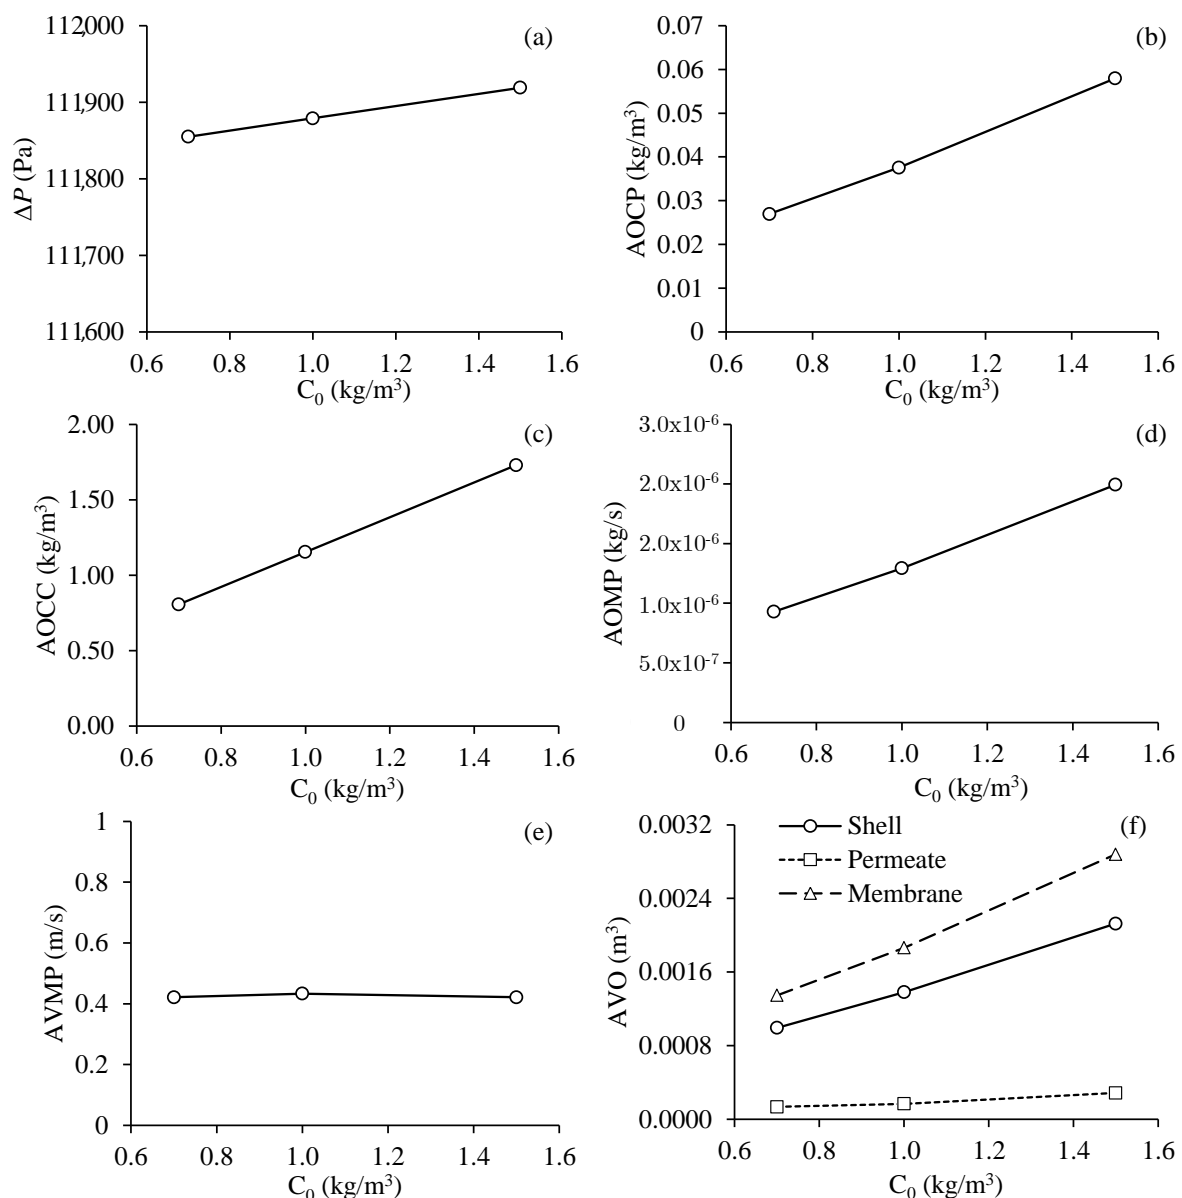 (a)
112,000
111,900
111,800
111,700
111,600
ΔP (Pa)
0.6 0.8 1.0 1.2 1.4 1.6
C₀ (kg/m³)
(b)
0.07
0.06
0.05
0.04
0.03
0.02
0.01
0
AOCP (kg/m³)
0.6 0.8 1.0 1.2 1.4 1.6
C₀ (kg/m³)
(c)
2.00
1.50
1.00
0.50
0.00
AOCC (kg/m³)
0.6 0.8 1.0 1.2 1.4 1.6
C₀ (kg/m³)
(d)
3.0x10⁻⁶
2.0x10⁻⁶
2.0x10⁻⁶
1.0x10⁻⁶
5.0x10⁻⁷
0
AOMP (kg/s)
0.6 0.8 1.0 1.2 1.4 1.6
C₀ (kg/m³)
(e)
1
0.8
0.6
0.4
0.2
0
AVMP (m/s)
0.6 0.8 1.0 1.2 1.4 1.6
C₀ (kg/m³)
(f)
Shell
Permeate
Membrane
0.0032
0.0024
0.0016
0.0008
0.0000
AVO (m³)
0.6 0.8 1.0 1.2 1.4 1.6
C₀ (kg/m³)